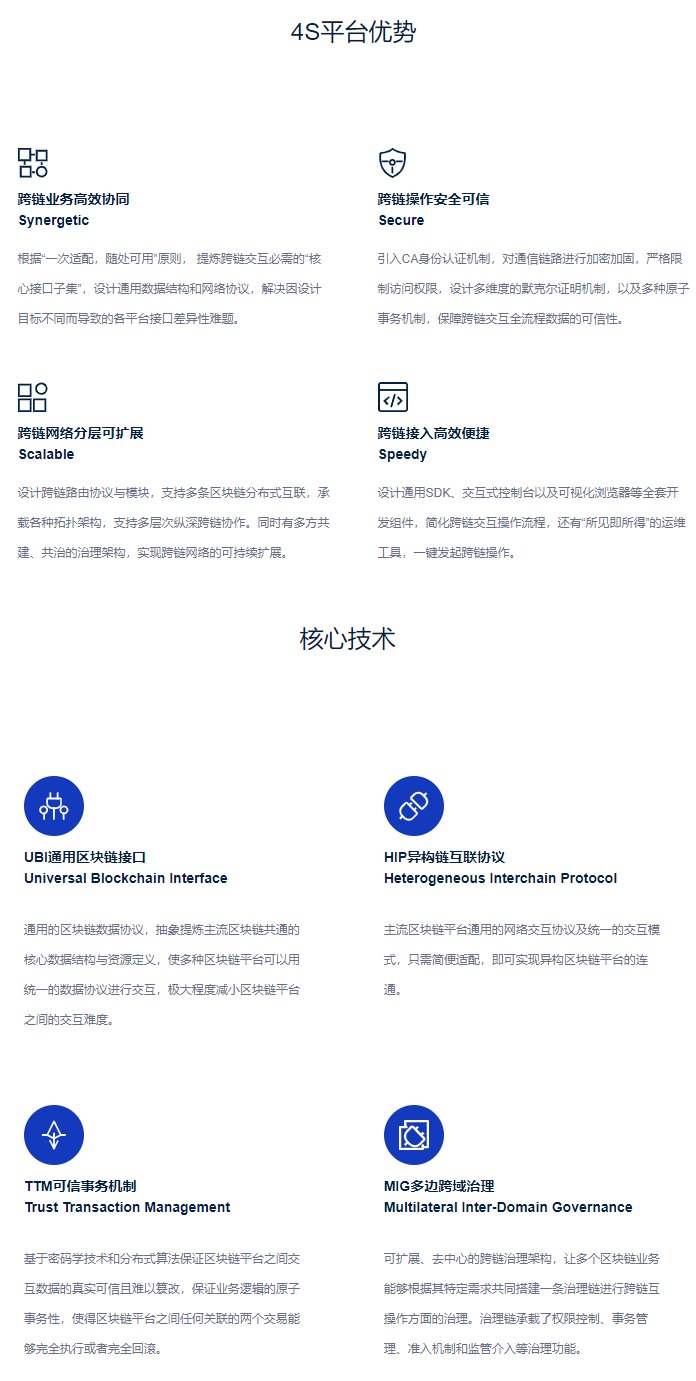 4S平台优势
跨链业务高效协同
Synergetic
根据“一次适配，随处可用”原则， 提炼跨链交互必需的“核
心接口子集”，设计通用数据结构和网络协议，解决因设计
目标不同而导致的各平台接口差异性难题。
跨链操作安全可信
Secure
引入CA身份认证机制，对通信链路进行加密加固，严格限
制访问权限，设计多维度的默克尔证明机制，以及多种原子
事务机制，保障跨链交互全流程数据的可信性。
跨链网络分层可扩展
Scalable
设计跨链路由协议与模块，支持多条区块链分布式互联，承
载各种拓扑架构，支持多层次纵深跨链协作。同时有多方共
建、共治的治理架构，实现跨链网络的可持续扩展。
跨链接入高效便捷
Speedy
设计通用SDK、交互式控制台以及可视化浏览器等全套开
发组件，简化跨链交互操作流程，还有“所见即所得”的运维
工具，一键发起跨链操作。
核心技术
UBI通用区块链接口
Universal Blockchain Interface
通用的区块链数据协议，抽象提炼主流区块链共通的
核心数据结构与资源定义，使多种区块链平台可以用
统一的数据协议进行交互，极大程度减小区块链平台
之间的交互难度。
HIP异构链互联协议
Heterogeneous Interchain Protocol
主流区块链平台通用的网络交互协议及统一的交互模
式，只需简便适配，即可实现异构区块链平台的连
通。
TTM可信事务机制
Trust Transaction Management
基于密码学技术和分布式算法保证区块链平台之间交
互数据的真实可信且难以篡改，保证业务逻辑的原子
事务性，使得区块链平台之间任何关联的两个交易能
够完全执行或者完全回滚。
MIG多边跨域治理
Multilateral Inter-Domain Governance
可扩展、去中心的跨链治理架构，让多个区块链业务
能够根据其特定需求共同搭建一条治理链进行跨链互
操作方面的治理。治理链承载了权限控制、事务管
理、准入机制和监管介入等治理功能。